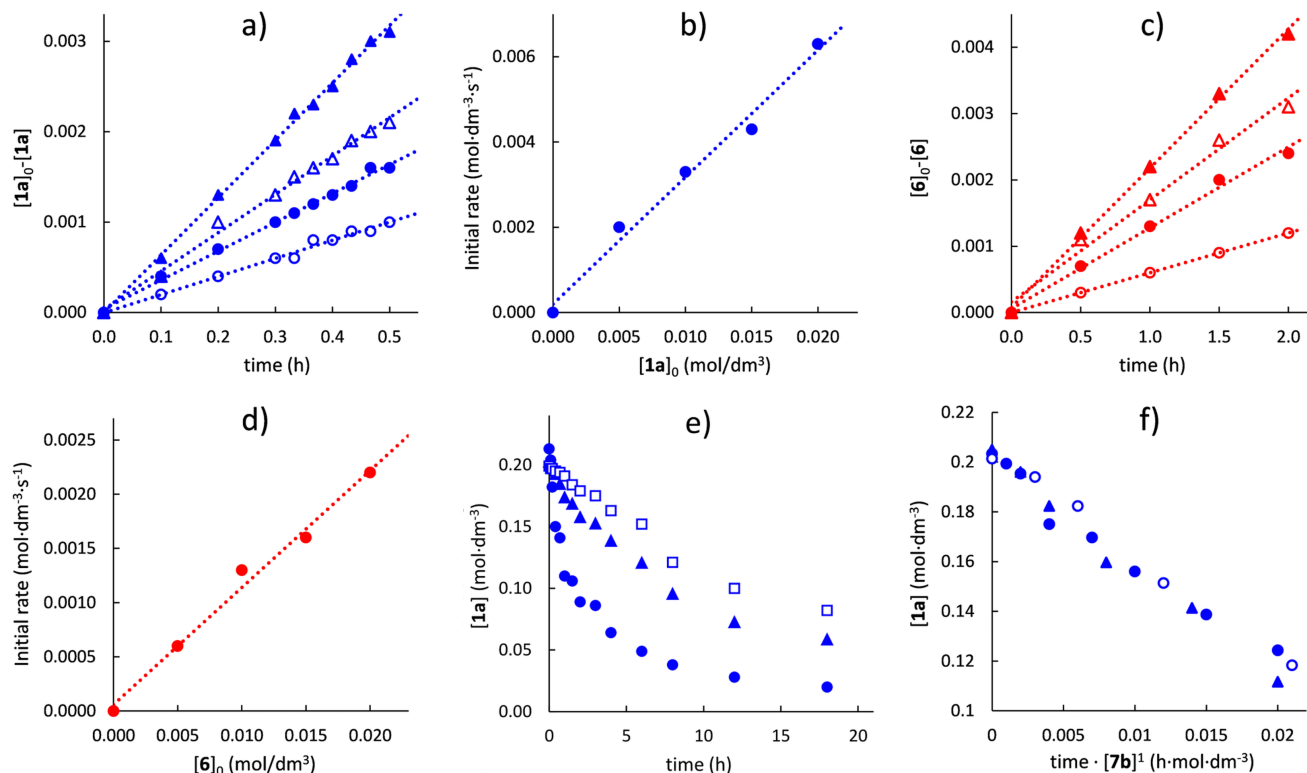 a)
[1a]₀-[1a]
0.003
0.002
0.001
0.000
0.0 0.1 0.2 0.3 0.4 0.5
time (h)
b)
Initial rate (mol·dm⁻³·s⁻¹)
0.006
0.004
0.002
0.000
0.000 0.005 0.010 0.015 0.020
[1a]₀ (mol/dm³)
c)
[6]₀-[6]
0.004
0.003
0.002
0.001
0.000
0.0 0.5 1.0 1.5 2.0
time (h)
d)
Initial rate (mol·dm⁻³·s⁻¹)
0.0025
0.0020
0.0015
0.0010
0.0005
0.0000
0.000 0.005 0.010 0.015 0.020
[6]₀ (mol/dm³)
e)
[1a] (mol·dm⁻³)
0.20
0.15
0.10
0.05
0.00
0 5 10 15 20
time (h)
f)
[1a] (mol·dm⁻³)
0.22
0.2
0.18
0.16
0.14
0.12
0.1
0 0.005 0.01 0.015 0.02
time · [7b]¹ (h·mol·dm⁻³)